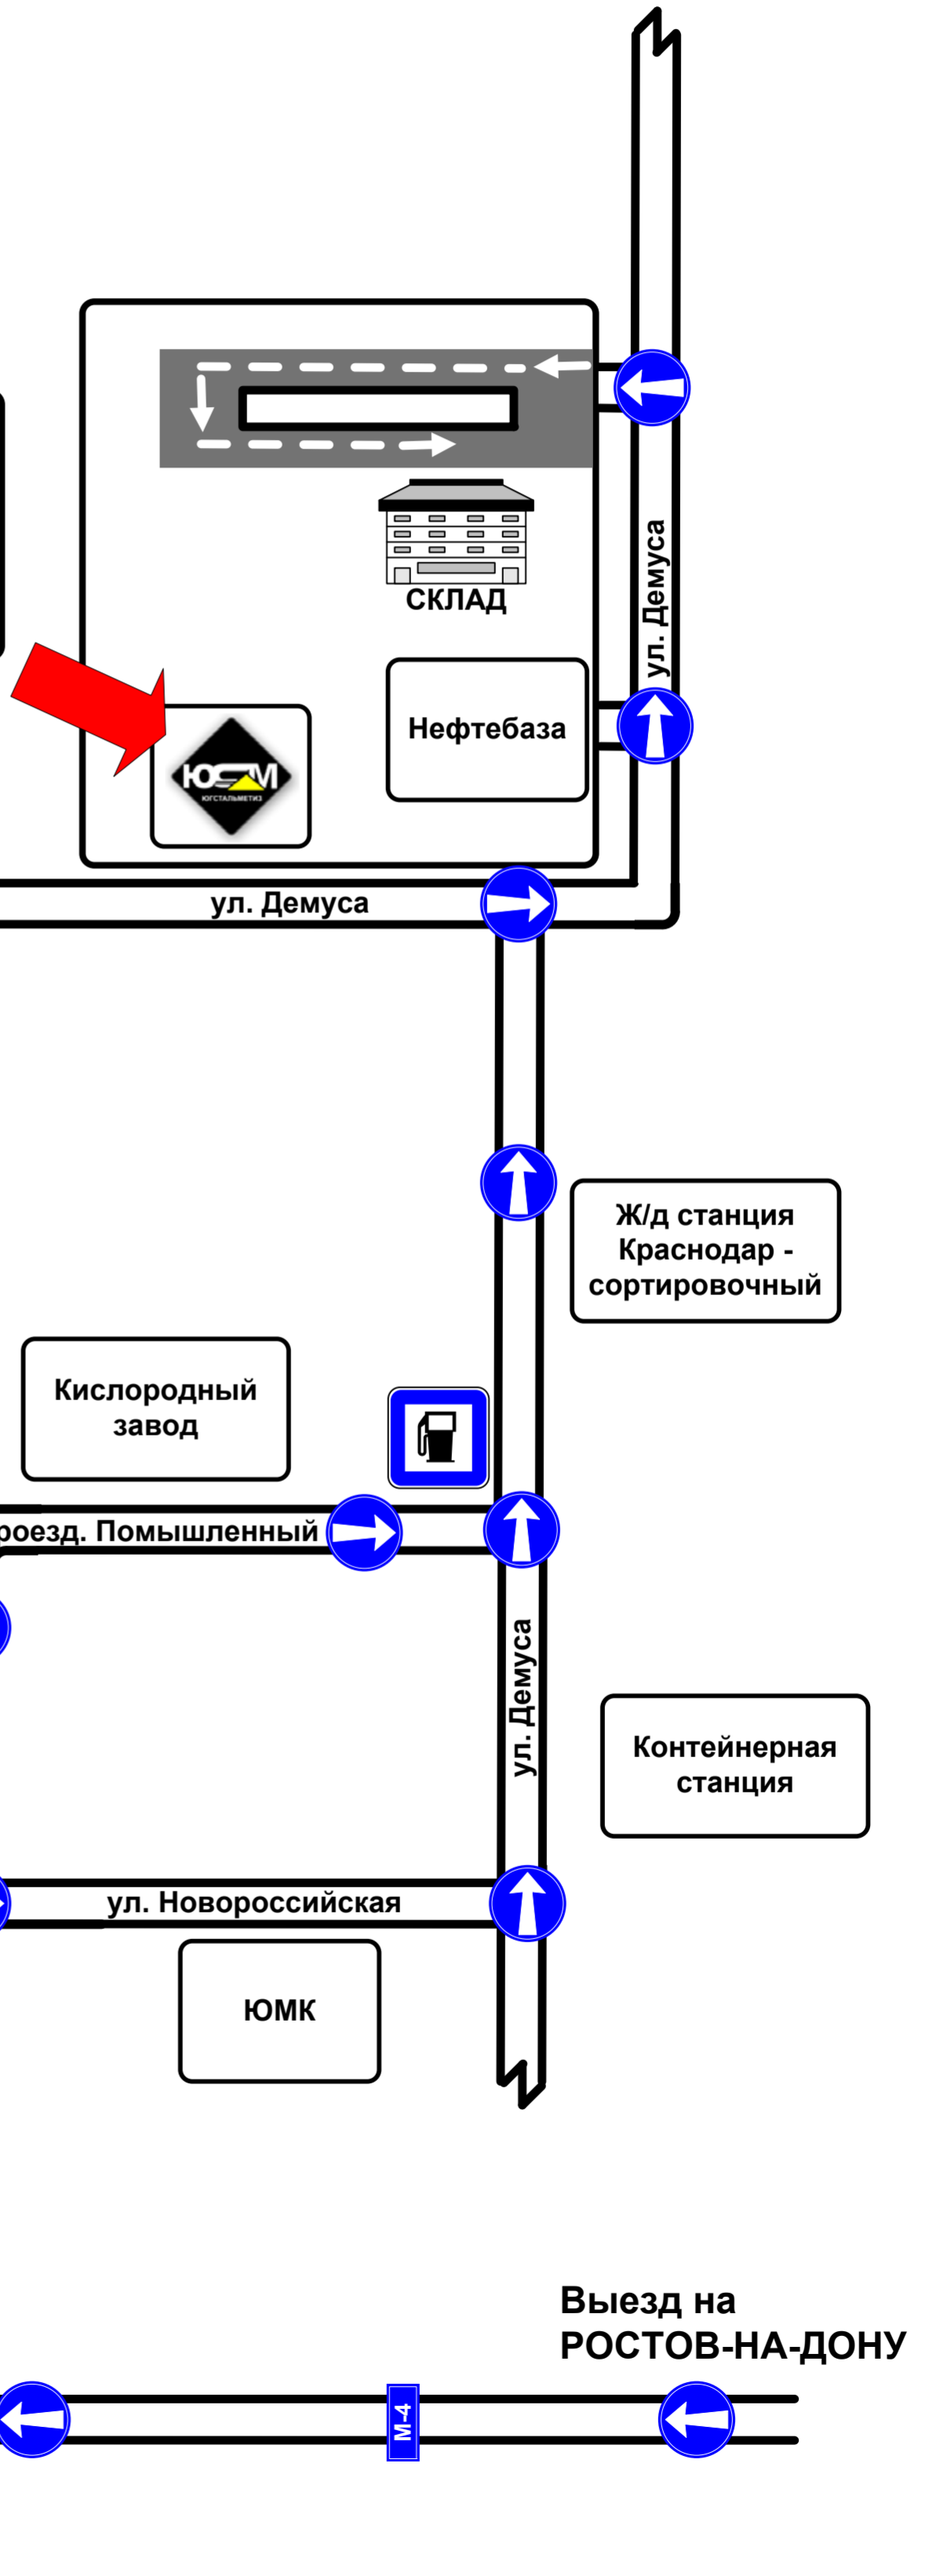 ул. Демуса
СКЛАД
Нефтебаза
ЮСМ
ЮГСТАЛЬМЕТИЗ
ул. Демуса
Ж/д станция
Краснодар -
сортировочный
Кислородный
завод
роезд. Помышленный
ул. Демуса
Контейнерная
станция
ул. Новороссийская
ЮМК
Выезд на
РОСТОВ-НА-ДОНУ
М-4